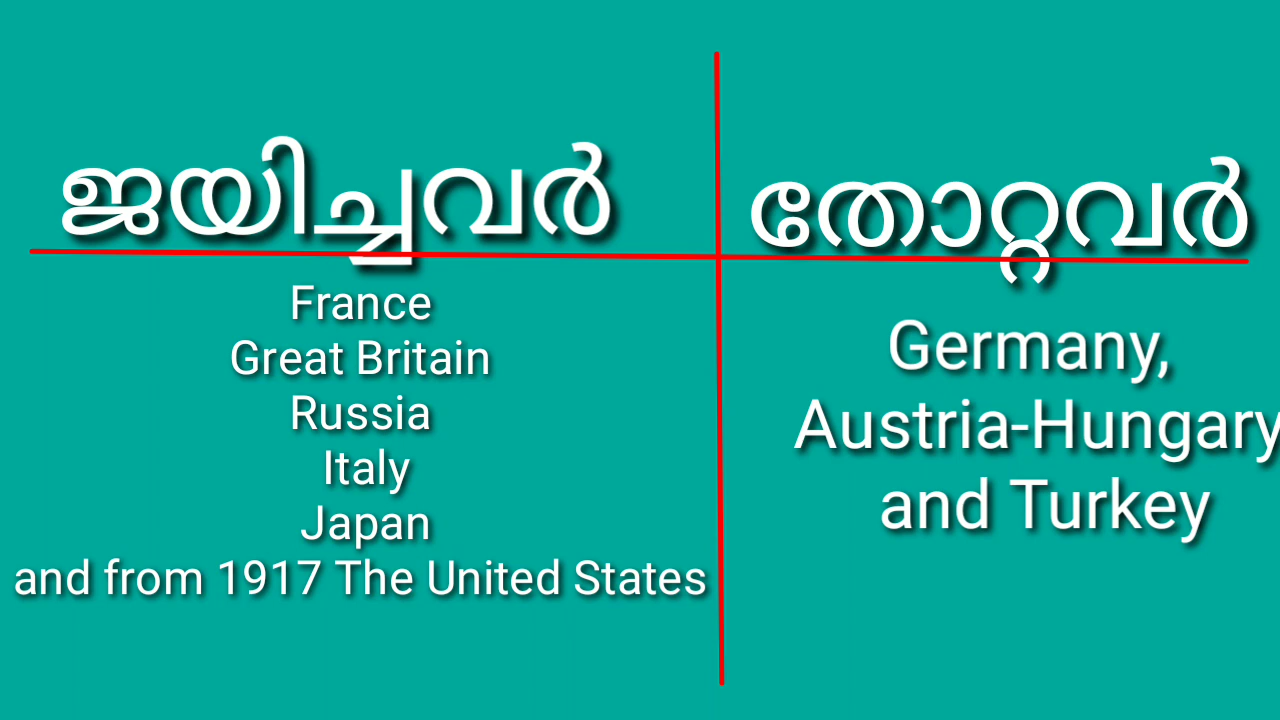 ജയിച്ചവർ
France
Great Britain
Russia
Italy
Japan
and from 1917 The United States
തോറ്റവർ
Germany,
Austria-Hungary
and Turkey